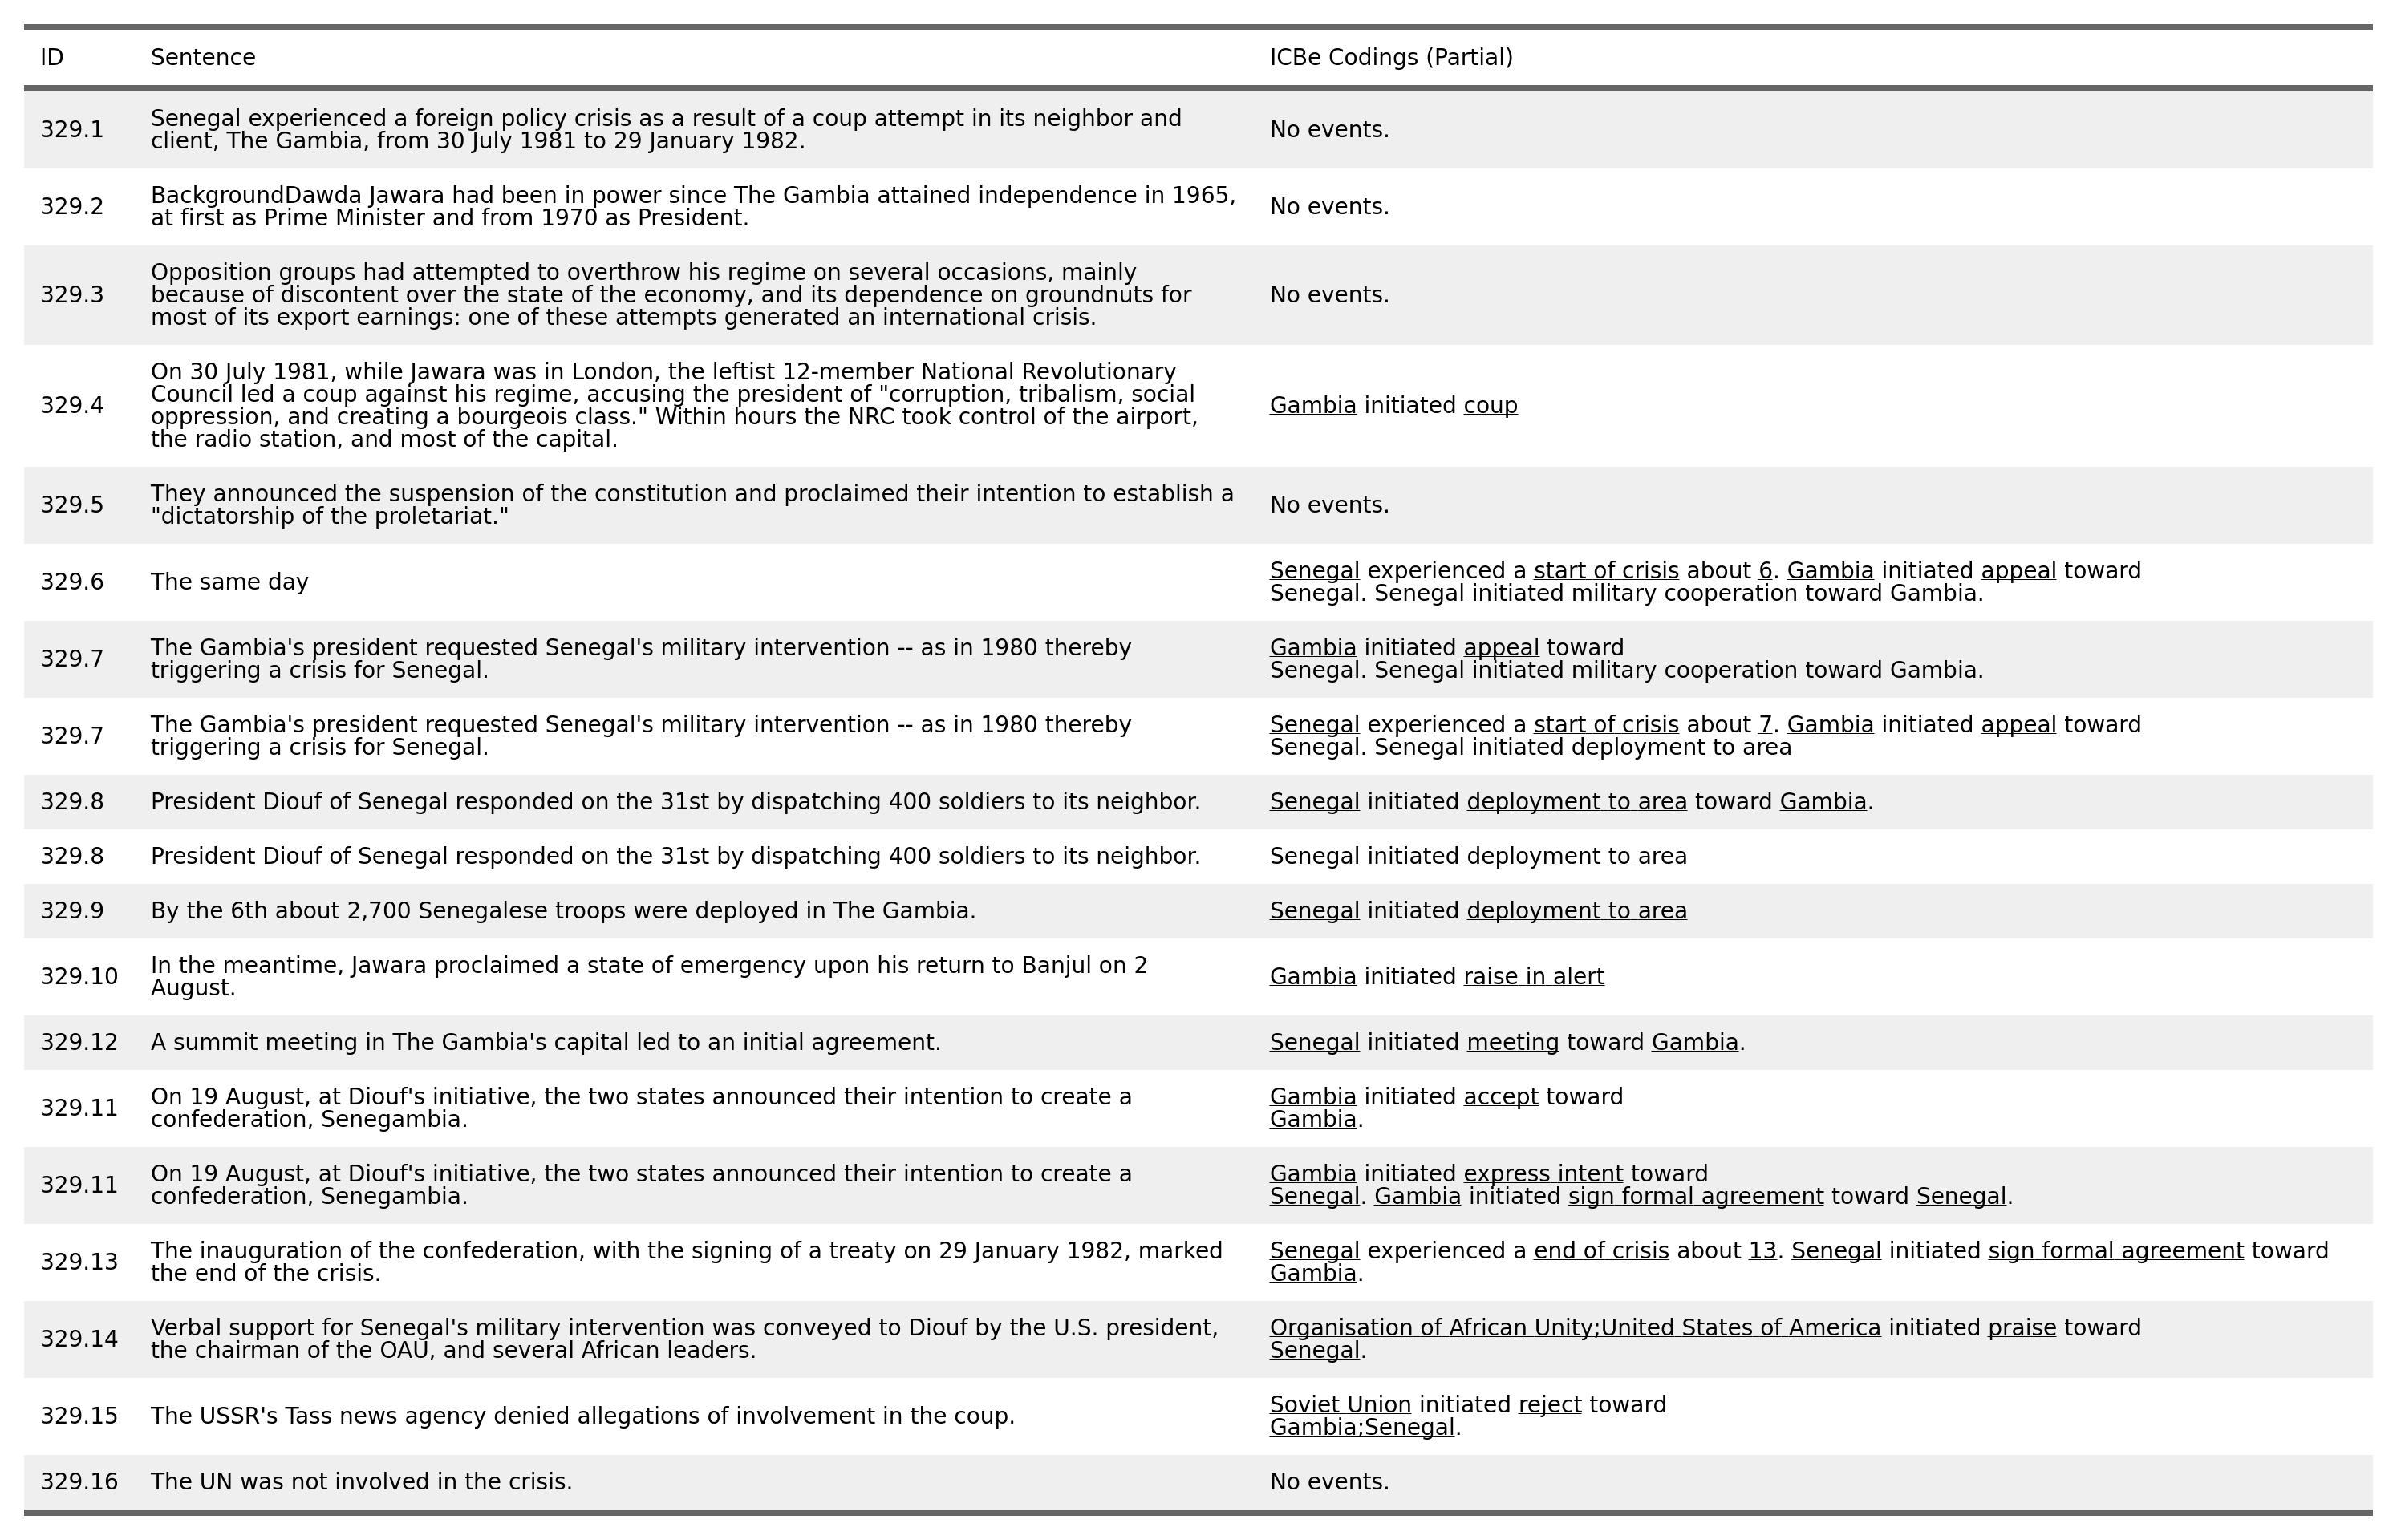 ID Sentence ICBe Codings (Partial)
329.1 Senegal experienced a foreign policy crisis as a result of a coup attempt in its neighbor and
client, The Gambia, from 30 July 1981 to 29 January 1982.
No events.
329.2 BackgroundDawda Jawara had been in power since The Gambia attained independence in 1965,
at first as Prime Minister and from 1970 as President.
No events.
329.3 Opposition groups had attempted to overthrow his regime on several occasions, mainly
because of discontent over the state of the economy, and its dependence on groundnuts for
most of its export earnings: one of these attempts generated an international crisis.
No events.
329.4 On 30 July 1981, while Jawara was in London, the leftist 12-member National Revolutionary
Council led a coup against his regime, accusing the president of "corruption, tribalism, social
oppression, and creating a bourgeois class." Within hours the NRC took control of the airport,
the radio station, and most of the capital.
Gambia initiated coup
329.5 They announced the suspension of the constitution and proclaimed their intention to establish a
"dictatorship of the proletariat."
No events.
329.6 The same day
Senegal experienced a start of crisis about 6. Gambia initiated appeal toward
Senegal. Senegal initiated military cooperation toward Gambia.
329.7 The Gambia's president requested Senegal's military intervention -- as in 1980 thereby
triggering a crisis for Senegal.
Gambia initiated appeal toward
Senegal. Senegal initiated military cooperation toward Gambia.
329.7 The Gambia's president requested Senegal's military intervention -- as in 1980 thereby
triggering a crisis for Senegal.
Senegal experienced a start of crisis about 7. Gambia initiated appeal toward
Senegal. Senegal initiated deployment to area
329.8 President Diouf of Senegal responded on the 31st by dispatching 400 soldiers to its neighbor. Senegal initiated deployment to area toward Gambia.
329.8 President Diouf of Senegal responded on the 31st by dispatching 400 soldiers to its neighbor. Senegal initiated deployment to area
329.9 By the 6th about 2,700 Senegalese troops were deployed in The Gambia. Senegal initiated deployment to area
329.10 In the meantime, Jawara proclaimed a state of emergency upon his return to Banjul on 2
August.
Gambia initiated raise in alert
329.12 A summit meeting in The Gambia's capital led to an initial agreement. Senegal initiated meeting toward Gambia.
329.11 On 19 August, at Diouf's initiative, the two states announced their intention to create a
confederation, Senegambia.
Gambia initiated accept toward
Gambia.
329.11 On 19 August, at Diouf's initiative, the two states announced their intention to create a
confederation, Senegambia.
Gambia initiated express intent toward
Senegal. Gambia initiated sign formal agreement toward Senegal.
329.13 The inauguration of the confederation, with the signing of a treaty on 29 January 1982, marked
the end of the crisis.
Senegal experienced a end of crisis about 13. Senegal initiated sign formal agreement toward
Gambia.
329.14 Verbal support for Senegal's military intervention was conveyed to Diouf by the U.S. president,
the chairman of the OAU, and several African leaders.
Organisation of African Unity;United States of America initiated praise toward
Senegal.
329.15 The USSR's Tass news agency denied allegations of involvement in the coup.
Soviet Union initiated reject toward
Gambia;Senegal.
329.16 The UN was not involved in the crisis. No events.